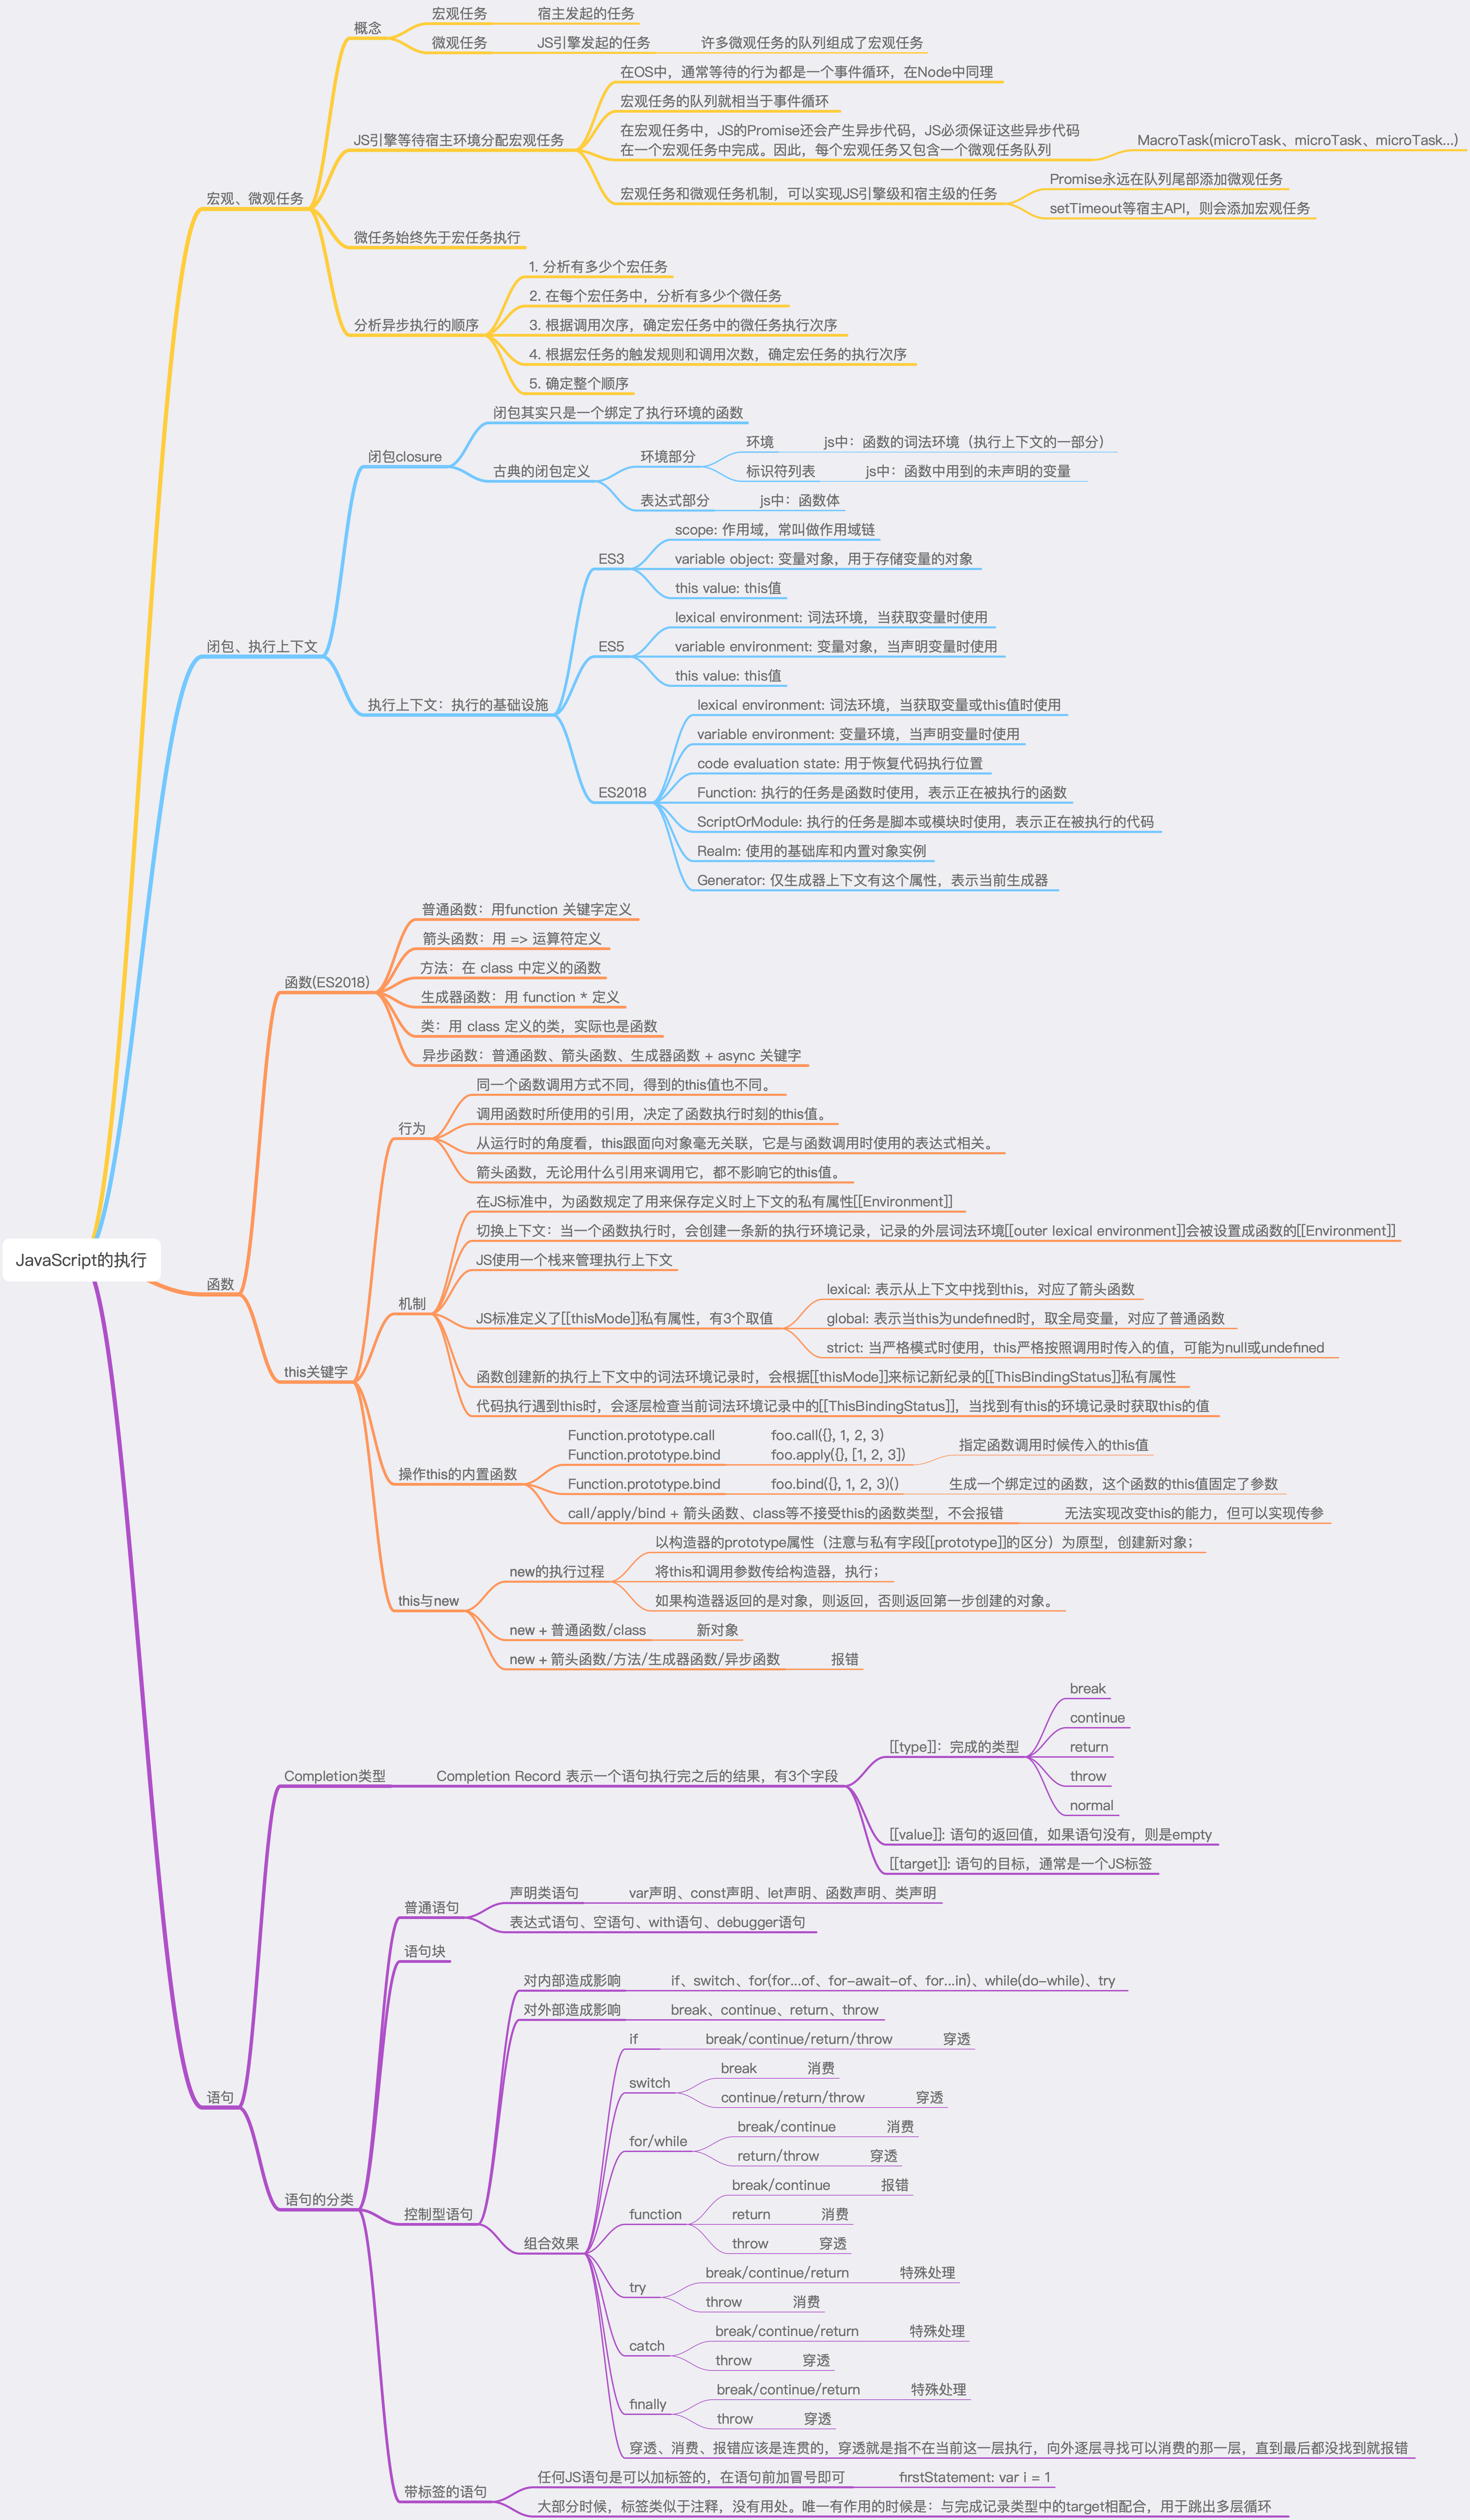 JavaScript的执行
宏观、微观任务
概念
宏观任务
宿主发起的任务
微观任务
JS引擎发起的任务
许多微观任务的队列组成了宏观任务
JS引擎等待宿主环境分配宏观任务
在OS中，通常等待的行为都是一个事件循环，在Node中同理
宏观任务的队列就相当于事件循环
在宏观任务中，JS的Promise还会产生异步代码，JS必须保证这些异步代码
在一个宏观任务中完成。因此，每个宏观任务又包含一个微观任务队列
MacroTask(microTask、microTask、microTask...)
宏观任务和微观任务机制，可以实现JS引擎级和宿主级的任务
Promise永远在队列尾部添加微观任务
setTimeout等宿主API，则会添加宏观任务
微任务始终先于宏任务执行
分析异步执行的顺序
1. 分析有多少个宏任务
2. 在每个宏任务中，分析有多少个微任务
3. 根据调用次序，确定宏任务中的微任务执行次序
4. 根据宏任务的触发规则和调用次数，确定宏任务的执行次序
5. 确定整个顺序
闭包、执行上下文
闭包closure
闭包其实只是一个绑定了执行环境的函数
古典的闭包定义
环境部分
环境
js中：函数的词法环境（执行上下文的一部分）
标识符列表
js中：函数中用到的未声明的变量
表达式部分
js中：函数体
执行上下文：执行的基础设施
ES3
scope: 作用域，常叫做作用域链
variable object: 变量对象，用于存储变量的对象
this value: this值
ES5
lexical environment: 词法环境，当获取变量时使用
variable environment: 变量对象，当声明变量时使用
this value: this值
ES2018
lexical environment: 词法环境，当获取变量或this值时使用
variable environment: 变量环境，当声明变量时使用
code evaluation state: 用于恢复代码执行位置
Function: 执行的任务是函数时使用，表示正在被执行的函数
ScriptOrModule: 执行的任务是脚本或模块时使用，表示正在被执行的代码
Realm: 使用的基础库和内置对象实例
Generator: 仅生成器上下文有这个属性，表示当前生成器
函数
函数(ES2018)
普通函数：用function 关键字定义
箭头函数：用 => 运算符定义
方法：在 class 中定义的函数
生成器函数：用 function * 定义
类：用 class 定义的类，实际也是函数
异步函数：普通函数、箭头函数、生成器函数 + async 关键字
this关键字
行为
同一个函数调用方式不同，得到的this值也不同。
调用函数时所使用的引用，决定了函数执行时刻的this值。
从运行时的角度看，this跟面向对象毫无关联，它是与函数调用时使用的表达式相关。
箭头函数，无论用什么引用来调用它，都不影响它的this值。
机制
在JS标准中，为函数规定了用来保存定义时上下文的私有属性[[Environment]]
切换上下文：当一个函数执行时，会创建一条新的执行环境记录，记录的外层词法环境[[outer lexical environment]]会被设置成函数的[[Environment]]
JS使用一个栈来管理执行上下文
JS标准定义了[[thisMode]]私有属性，有3个取值
lexical: 表示从上下文中找到this，对应了箭头函数
global: 表示当this为undefined时，取全局变量，对应了普通函数
strict: 当严格模式时使用，this严格按照调用时传入的值，可能为null或undefined
函数创建新的执行上下文中的词法环境记录时，会根据[[thisMode]]来标记新纪录的[[ThisBindingStatus]]私有属性
代码执行遇到this时，会逐层检查当前词法环境记录中的[[ThisBindingStatus]]，当找到有this的环境记录时获取this的值
操作this的内置函数
Function.prototype.call
Function.prototype.bind
foo.call({}, 1, 2, 3)
foo.apply({}, [1, 2, 3])
指定函数调用时候传入的this值
Function.prototype.bind
foo.bind({}, 1, 2, 3)()
生成一个绑定过的函数，这个函数的this值固定了参数
call/apply/bind + 箭头函数、class等不接受this的函数类型，不会报错
无法实现改变this的能力，但可以实现传参
this与new
new的执行过程
以构造器的prototype属性（注意与私有字段[[prototype]]的区分）为原型，创建新对象；
将this和调用参数传给构造器，执行；
如果构造器返回的是对象，则返回，否则返回第一步创建的对象。
new + 普通函数/class
新对象
new + 箭头函数/方法/生成器函数/异步函数
报错
语句
Completion类型
Completion Record 表示一个语句执行完之后的结果，有3个字段
[[type]]：完成的类型
break
continue
return
throw
normal
[[value]]: 语句的返回值，如果语句没有，则是empty
[[target]]: 语句的目标，通常是一个JS标签
语句的分类
普通语句
声明类语句
var声明、const声明、let声明、函数声明、类声明
表达式语句、空语句、with语句、debugger语句
语句块
控制型语句
对内部造成影响
if、switch、for(for...of、for-await-of、for...in)、while(do-while)、try
对外部造成影响
break、continue、return、throw
组合效果
if
break/continue/return/throw
穿透
switch
break
消费
continue/return/throw
穿透
for/while
break/continue
消费
return/throw
穿透
function
break/continue
报错
return
消费
throw
穿透
try
break/continue/return
特殊处理
throw
消费
catch
break/continue/return
特殊处理
throw
穿透
finally
break/continue/return
特殊处理
throw
穿透
穿透、消费、报错应该是连贯的，穿透就是指不在当前这一层执行，向外逐层寻找可以消费的那一层，直到最后都没找到就报错
带标签的语句
任何JS语句是可以加标签的，在语句前加冒号即可
firstStatement: var i = 1
大部分时候，标签类似于注释，没有用处。唯一有作用的时候是：与完成记录类型中的target相配合，用于跳出多层循环